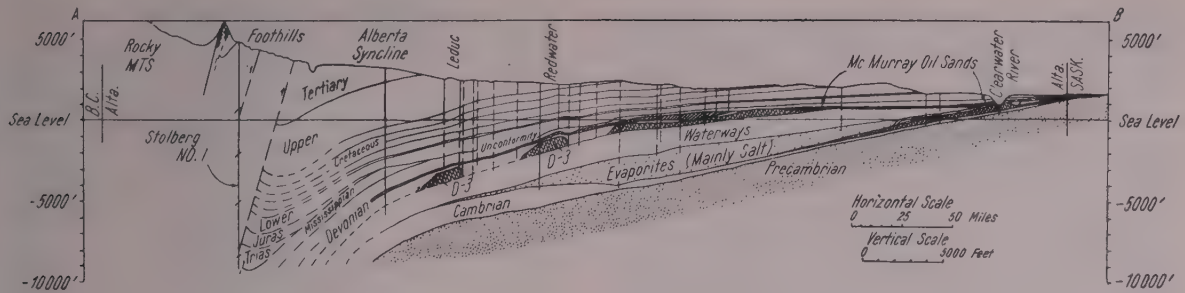 A
B
5000'
5000'
Rocky
MTS
Foothills
Alberta
Syncline
Leduc
Redwater
Mc Murray Oil Sands
Clearwater
River
Alta.
SASK.
B.C.
Alta.
Tertiary
Sea Level
Sea Level
Stolberg
NO. 1
Upper
Cretaceous
Unconformity
Waterways
D-3
D-3
Evaporites (Mainly Salt)
Precambrian
Mississippian
Devonian
Cambrian
Lower
Juras
Trias
-5000'
-5000'
Horizontal Scale
0 25 50 Miles
Vertical Scale
0 5000 Feet
-10000'
-10000'